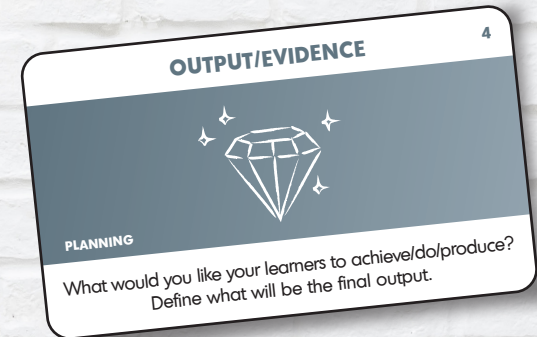 OUTPUT/EVIDENCE
4
PLANNING
What would you like your learners to achieve/do/produce?
Define what will be the final output.